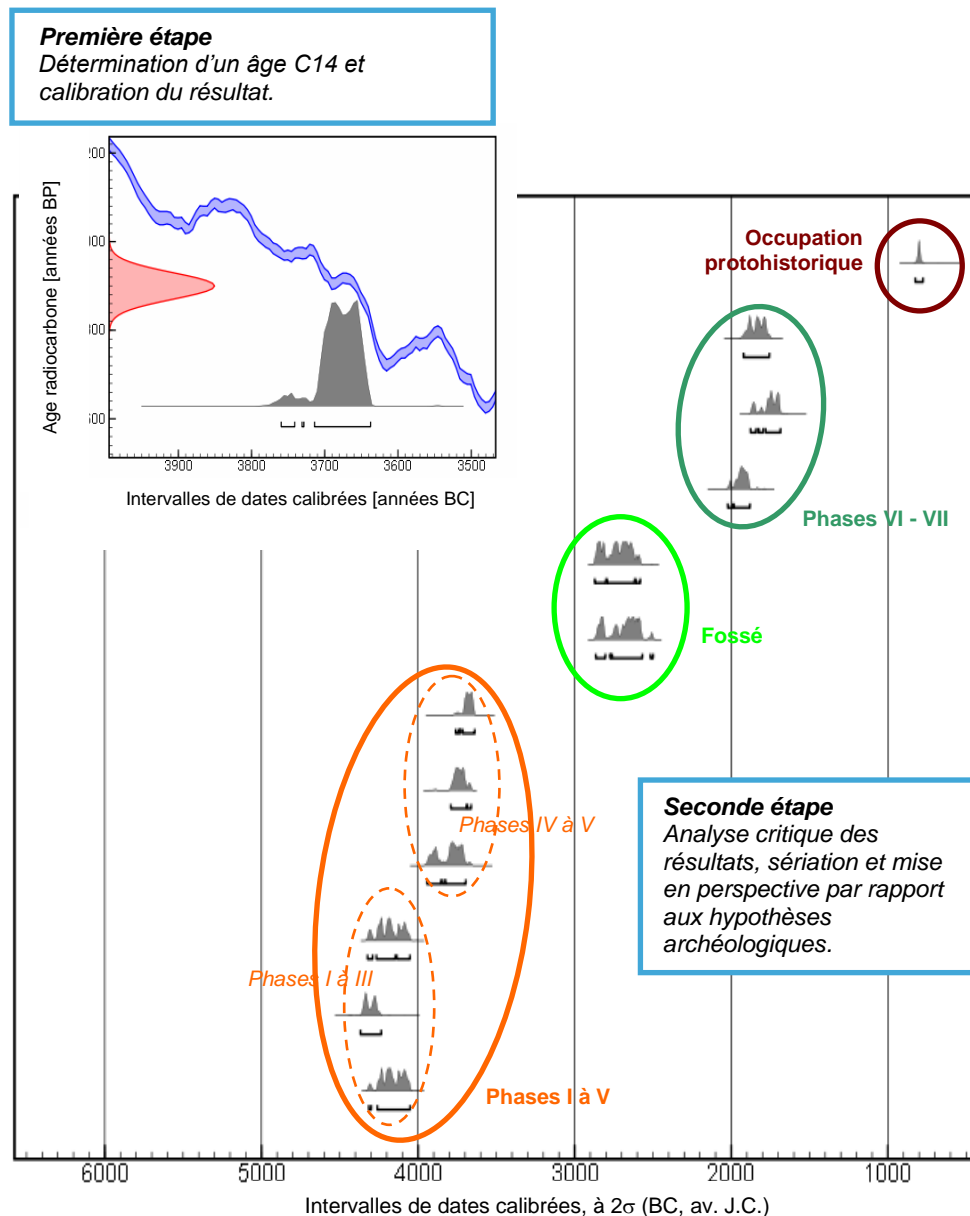 Première étape
Détermination d'un âge C14 et
calibration du résultat.
Age radiocarbone [années BP]
3900 3800 3700 3600 3500
Intervalles de dates calibrées [années BC]
Occupation
protohistorique
Phases VI - VII
Fossé
Phases IV à V
Seconde étape
Analyse critique des
résultats, sériation et mise
en perspective par rapport
aux hypothèses
archéologiques.
Phases I à III
Phases I à V
6000 5000 4000 3000 2000 1000
Intervalles de dates calibrées, à 2σ (BC, av. J.C.)